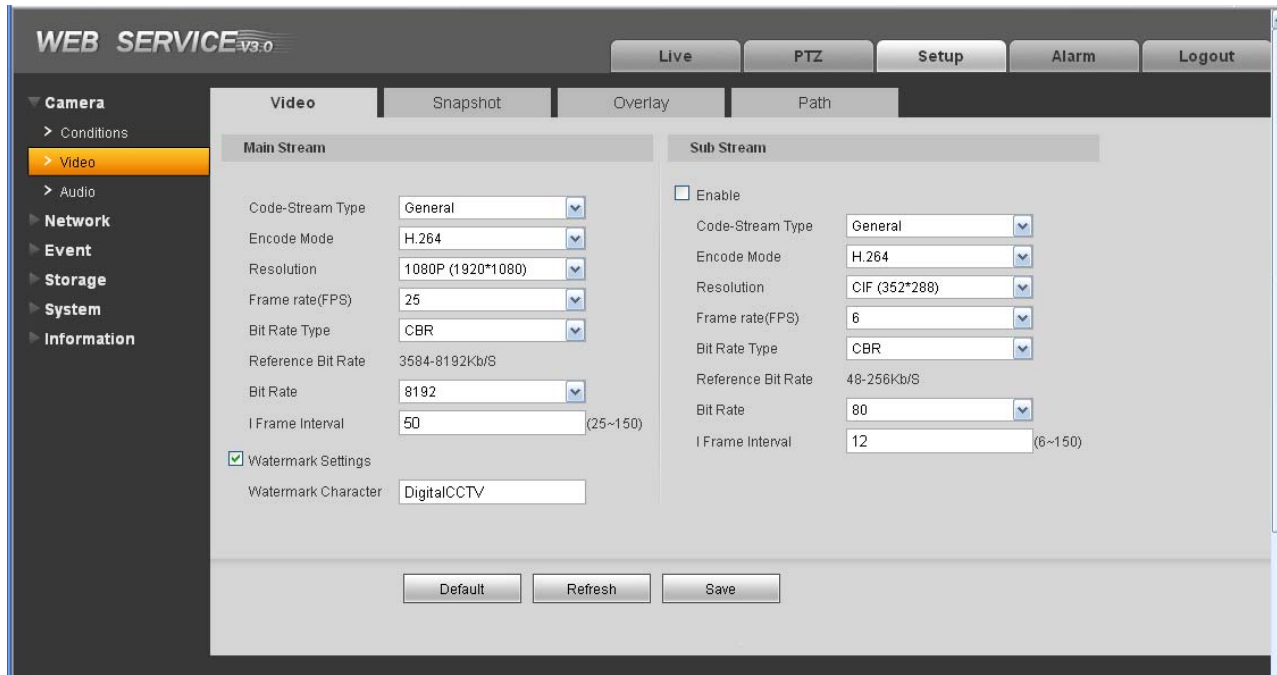 WEB SERVICE V3.0
Live PTZ Setup Alarm Logout
Camera
Conditions
Video
Audio
Network
Event
Storage
System
Information
Video Snapshot Overlay Path
Main Stream
Code-Stream Type General
Encode Mode H.264
Resolution 1080P (1920*1080)
Frame rate(FPS) 25
Bit Rate Type CBR
Reference Bit Rate 3584-8192Kb/S
Bit Rate 8192
I Frame Interval 50 (25~150)
Watermark Settings
Watermark Character DigitalCCTV
Sub Stream
Enable
Code-Stream Type General
Encode Mode H.264
Resolution CIF (352*288)
Frame rate(FPS) 6
Bit Rate Type CBR
Reference Bit Rate 48-256Kb/S
Bit Rate 80
I Frame Interval 12 (6~150)
Default Refresh Save